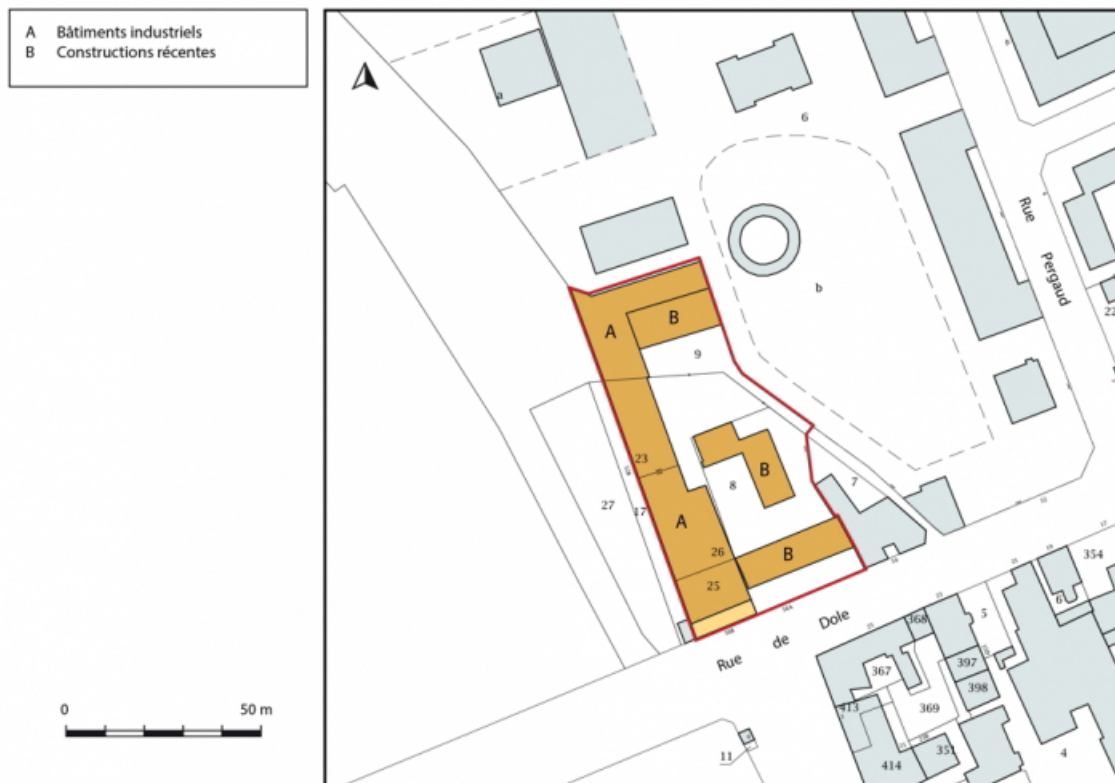 A Bâtiments industriels
B Constructions récentes
a
6
Rue Pergaud
b
22
A
B
9
23
27
17
8
B
7
A
26
B
25
Rue de Dole
354
6
5
368
367
397
398
369
413
11
414
351
4
0 50 m